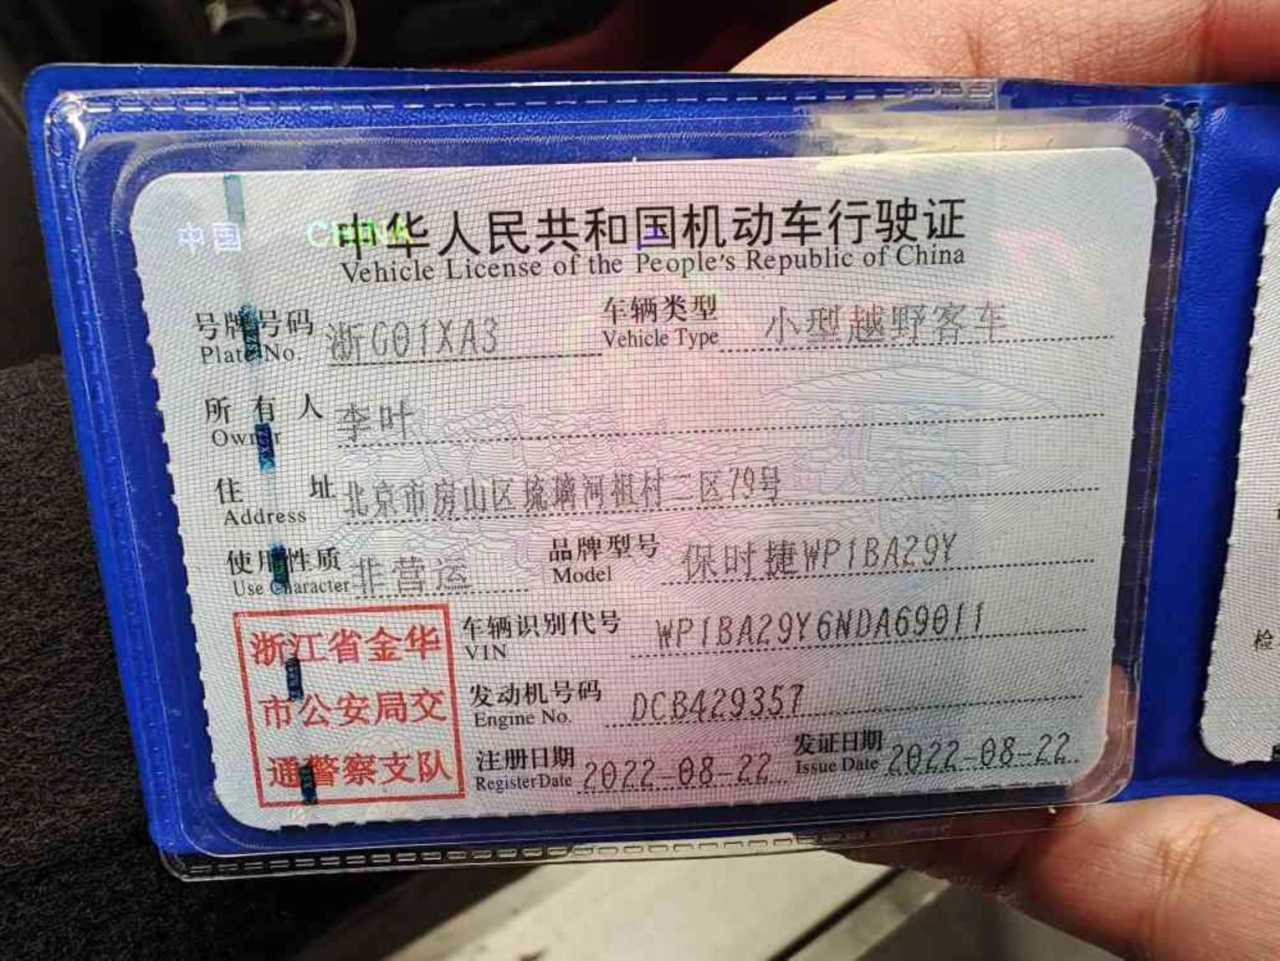 中国 CHINA
中华人民共和国机动车行驶证
Vehicle License of the People's Republic of China
号牌号码 浙G01XA3 车辆类型 小型越野客车
Plate No. Vehicle Type
所有人 李叶
Owner
住址 北京市房山区琉璃河祖村二区79号
Address
使用性质 非营运 品牌型号 保时捷WP1BA29Y
Use Character Model
浙江省金华
市公安局交
通警察支队
车辆识别代号 WP1BA29Y6NDA69011
VIN
发动机号码 DCB429357
Engine No.
注册日期 2022-08-22 发证日期 2022-08-22
Register Date Issue Date
检